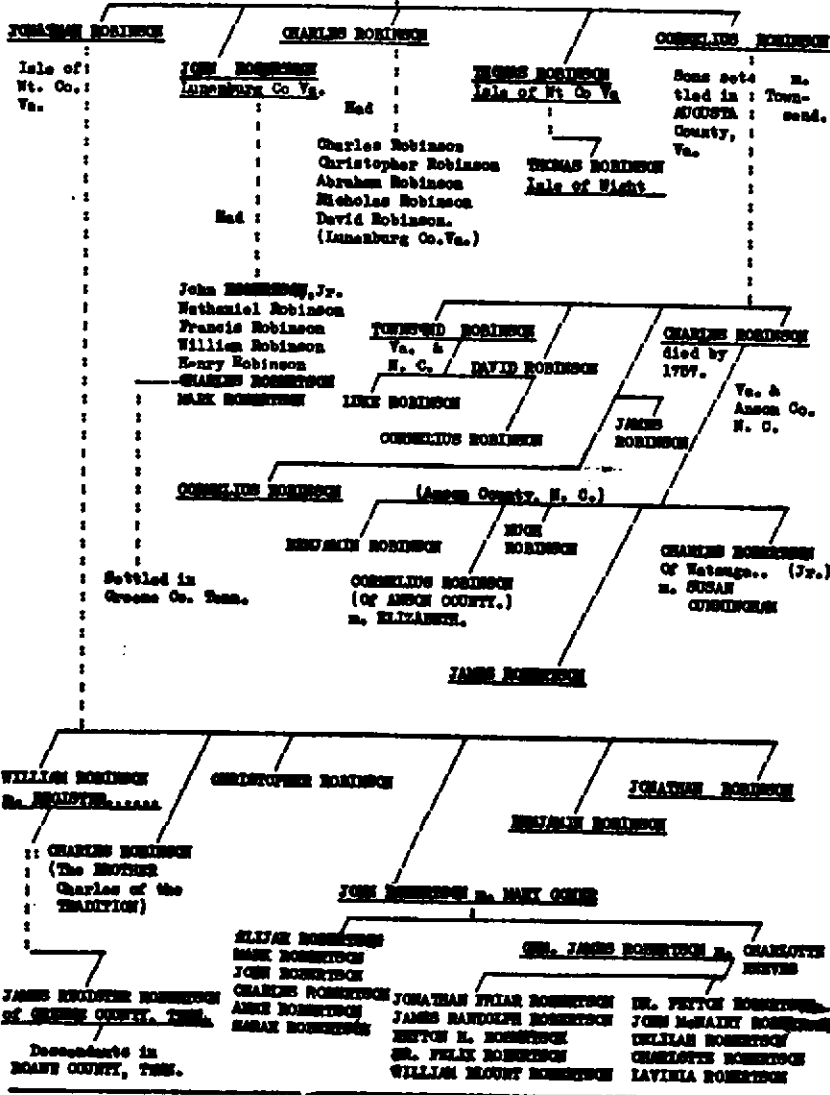 JONATHAN ROBINSON
Isle of
Wt. Co.
Va.
JOHN
Lunenburg Co Va.
Had
John Jr.
Nathaniel Robinson
Francis Robinson
William Robinson
Henry Robinson
CHARLES ROBERTSON
MARK ROBERTSON
Settled in
Greene Co. Tenn.
CHARLES ROBINSON
Had
Charles Robinson
Christopher Robinson
Abraham Robinson
Nicholas Robinson
David Robinson.
(Lunenburg Co.Va.)
THOMAS ROBINSON
Isle of Wt Co Va
THOMAS ROBINSON
Isle of Wight
CORNELIUS ROBINSON
Sons set-
tled in
AUGUSTA
County,
Va.
m.
Town-
send.
TOWNSEND ROBINSON
Va. &
N. C.
DAVID ROBINSON
LUKE ROBINSON
CORNELIUS ROBINSON
JAMES
ROBINSON
CHARLES ROBINSON
died by
1757.
Va. &
Anson Co.
N. C.
CORNELIUS ROBINSON
(Anson County, N. C.)
BENJAMIN ROBINSON
CORNELIUS ROBINSON
(Of ANSON COUNTY.)
m. ELIZABETH.
HUGH
ROBINSON
JAMES ROBERTSON
CHARLES ROBERTSON
Of Watauga.. (Jr.)
m. SUSAN
CUNNINGHAM
WILLIAM ROBINSON
m. REGISTER......
CHARLES ROBINSON
(The BROTHER
Charles of the
TRADITION)
JAMES REGISTER ROBERTSON
of GREENE COUNTY, TENN.
Descendants in
ROANE COUNTY, TENN.
CHRISTOPHER ROBINSON
JOHN ROBERTSON m. MARY GOWER
BENJAMIN ROBINSON
JONATHAN ROBINSON
ELIJAH ROBERTSON
MARK ROBERTSON
JOHN ROBERTSON
CHARLES ROBERTSON
ANNE ROBERTSON
SARAH ROBERTSON
GEN. JAMES ROBERTSON m. CHARLOTTE
REEVES
JONATHAN FRIAR ROBERTSON
JAMES RANDOLPH ROBERTSON
PEYTON H. ROBERTSON
DR. FELIX ROBERTSON
WILLIAM BLOUNT ROBERTSON
DR. PEYTON ROBERTSON
JOHN McNAIRY ROBERTSON
DELILAH ROBERTSON
CHARLOTTE ROBERTSON
LAVINIA ROBERTSON